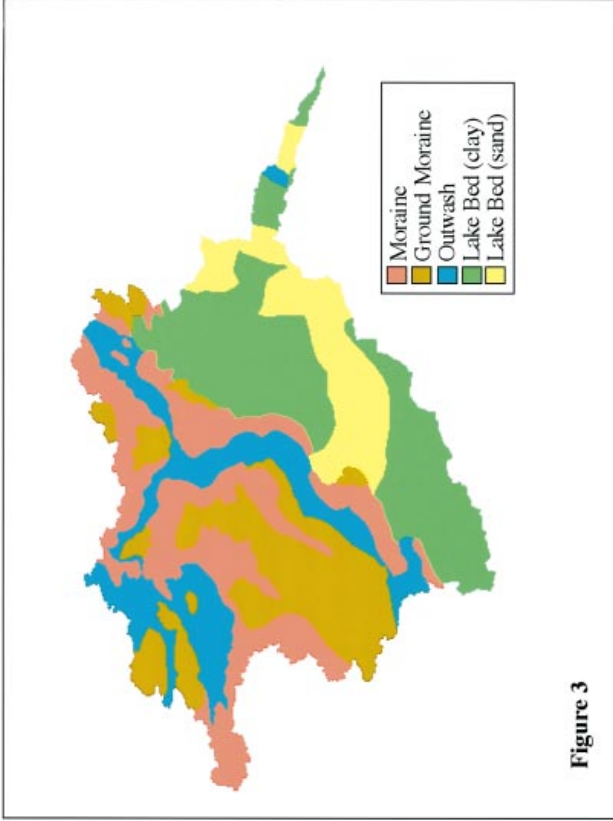 Moraine
Ground Moraine
Outwash
Lake Bed (clay)
Lake Bed (sand)
Figure 3